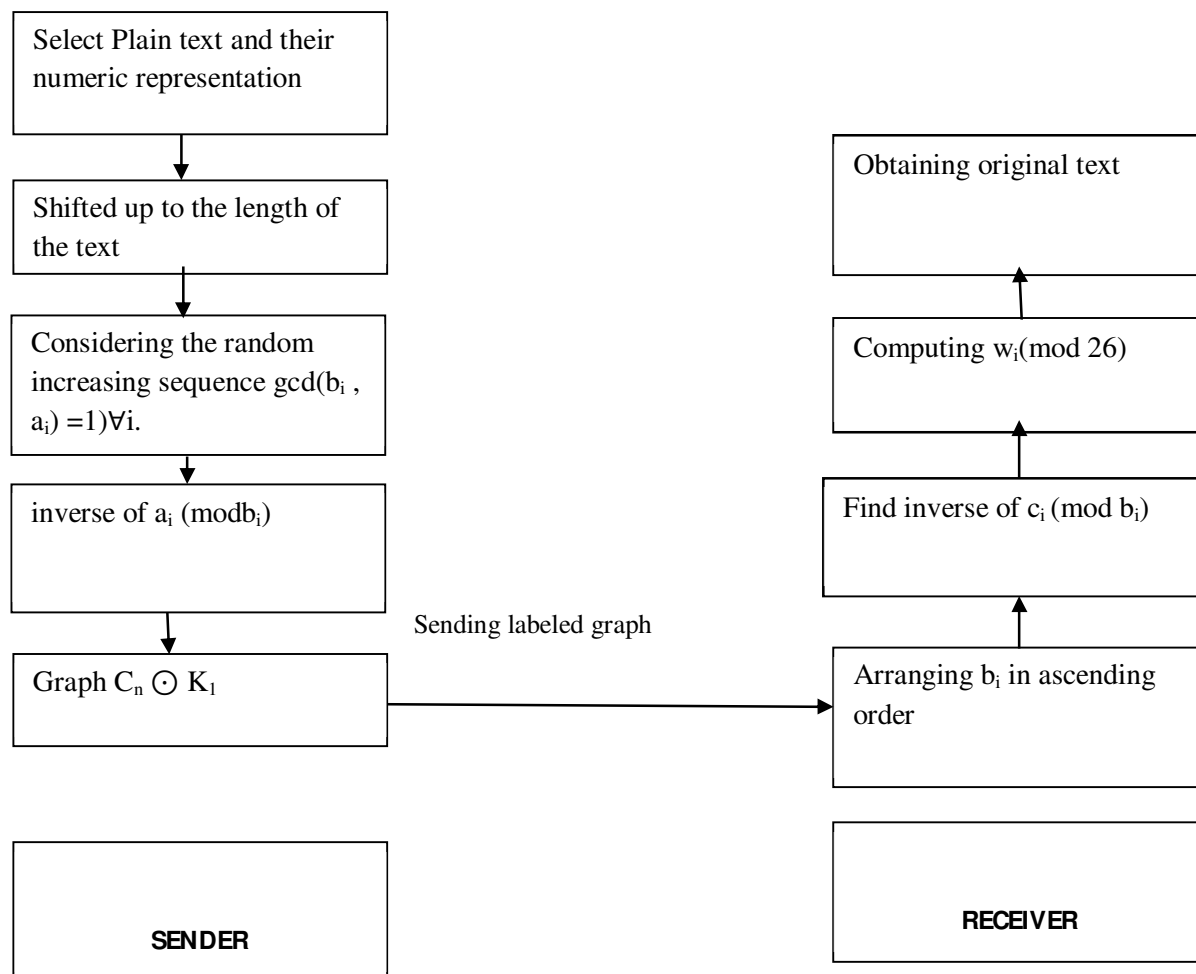 Select Plain text and their
numeric representation
Shifted up to the length of
the text
Considering the random
increasing sequence gcd(bᵢ ,
aᵢ) =1)∀i.
inverse of aᵢ (modbᵢ)
Graph Cₙ ⊙ K₁
SENDER
Sending labeled graph
Obtaining original text
Computing wᵢ(mod 26)
Find inverse of cᵢ (mod bᵢ)
Arranging bᵢ in ascending
order
RECEIVER